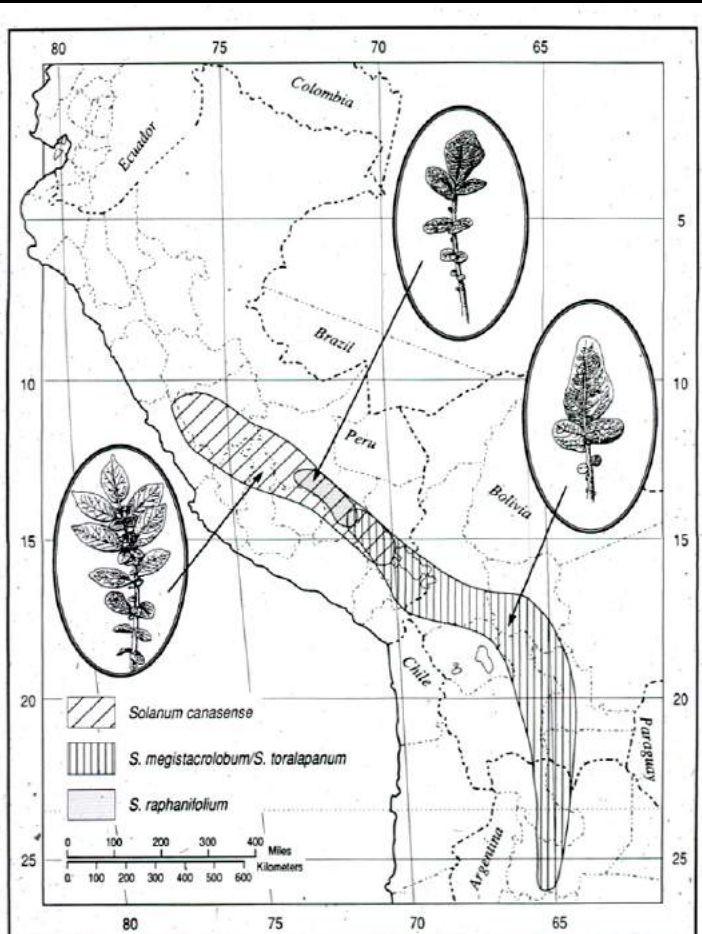 80 75 70 65
Colombia
Ecuador
5
Brazil
10 10
Peru
Bolivia
15 15
Chile
20 20
Paraguay
Solanum canasense
S. megistacrolobum/S. toralapanum
S. raphanifolium
0 100 200 300 400
Miles
Kilometers
0 100 200 300 400 500 600
25 25
Argentina
80 75 70 65